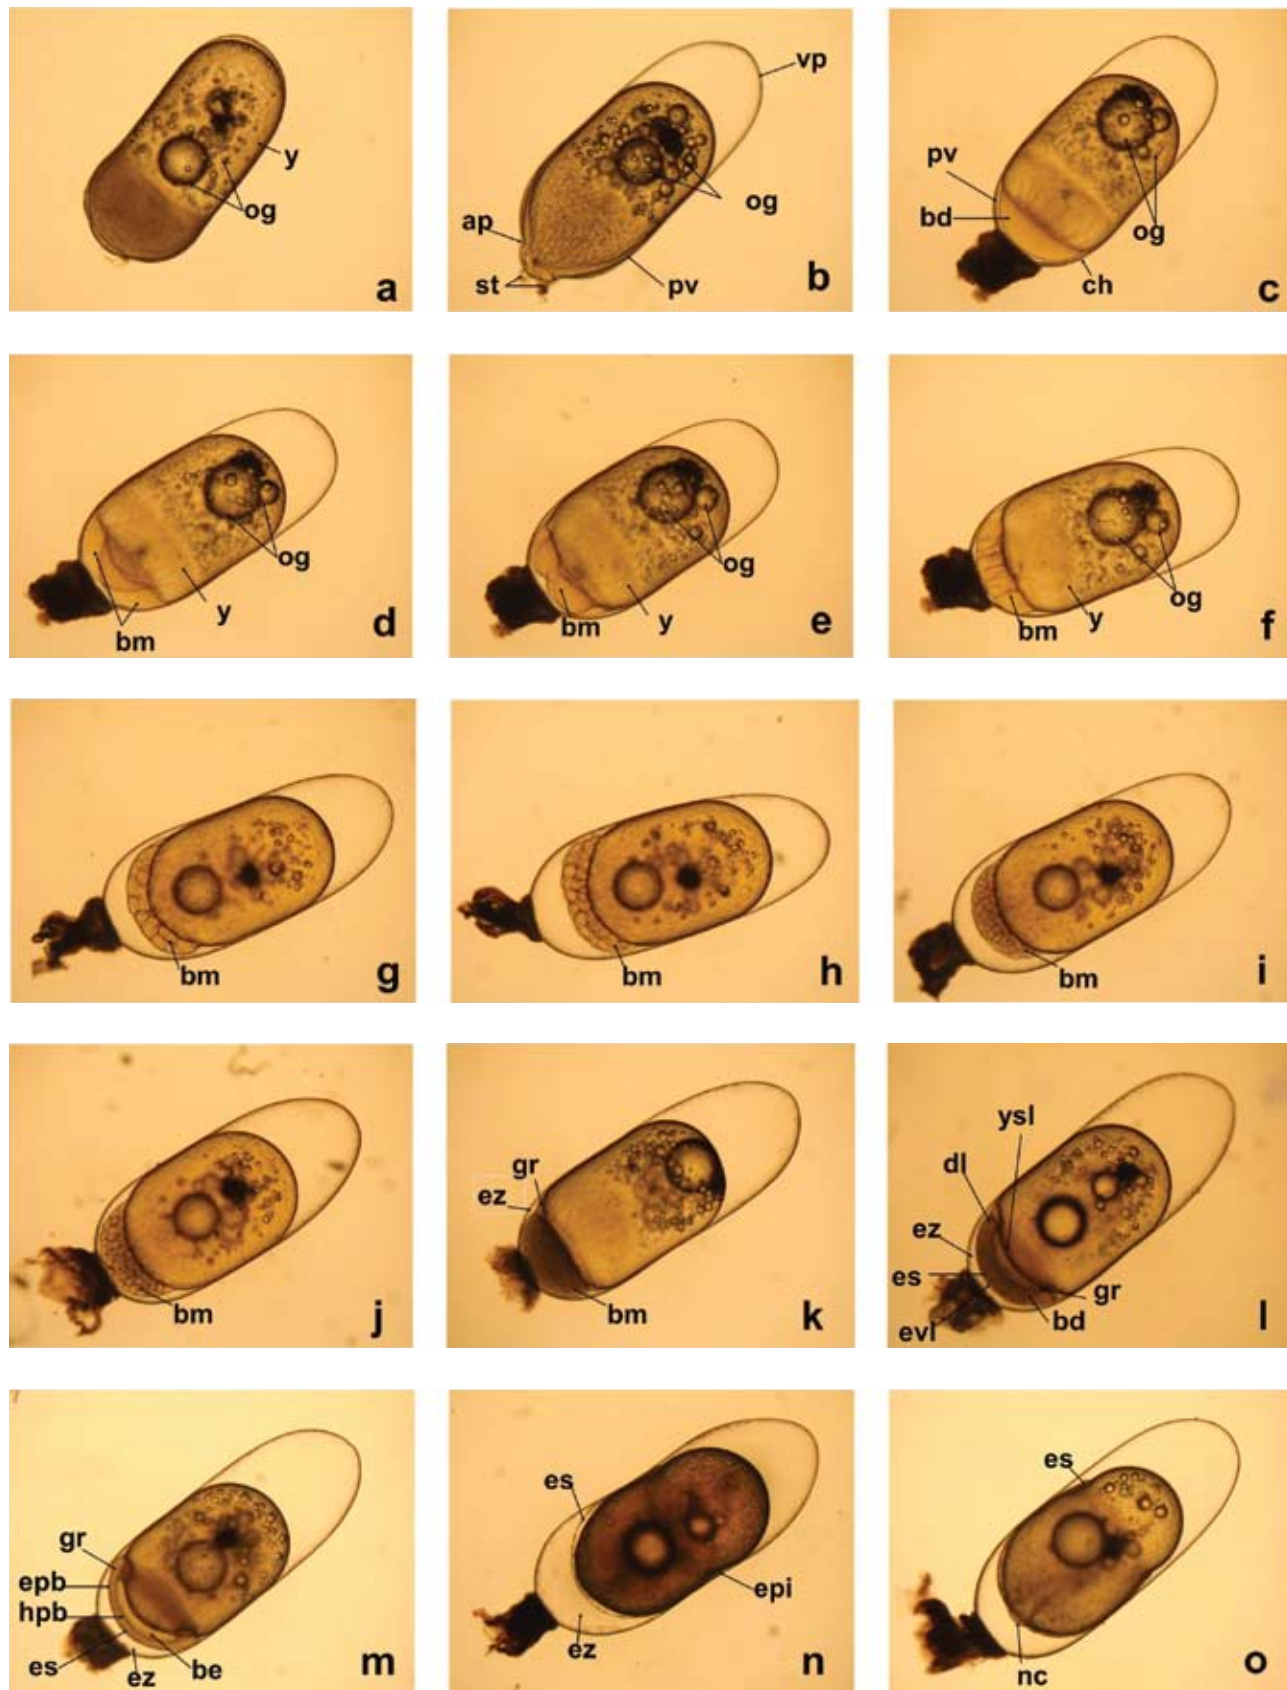 y
og
a
vp
og
ap
st
pv
b
pv
bd
og
ch
c
og
y
bm
d
og
bm
y
e
og
bm
y
f
bm
g
bm
h
bm
i
bm
j
gr
ez
bm
k
ysl
dl
ez
es
gr
bd
evl
l
gr
epb
hpb
es
ez
be
m
es
epi
ez
n
es
nc
o